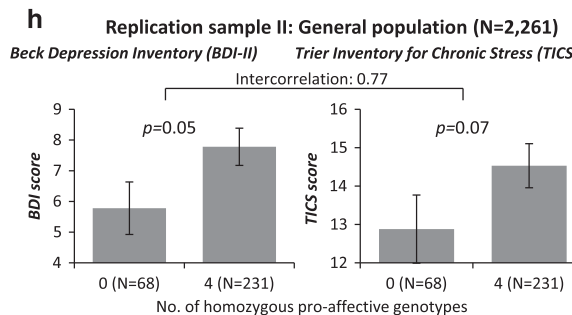 h
Replication sample II: General population (N=2,261)
Beck Depression Inventory (BDI-II)
Trier Inventory for Chronic Stress (TICS
Intercorrelation: 0.77
BDI score
9
8
7
6
5
4
p=0.05
0 (N=68)
4 (N=231)
TICS score
16
15
14
13
12
p=0.07
0 (N=68)
4 (N=231)
No. of homozygous pro-affective genotypes